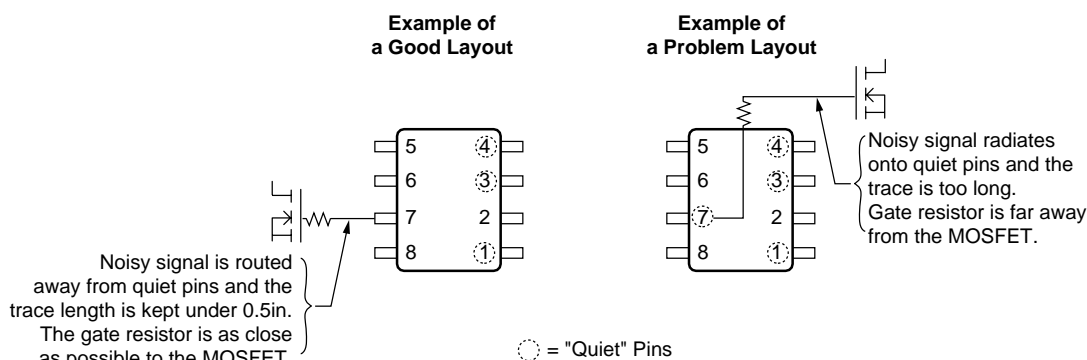 Example of
a Good Layout
Example of
a Problem Layout
5
4
6
3
7
2
8
1
5
4
6
3
7
2
8
1
Noisy signal radiates
onto quiet pins and the
trace is too long.
Gate resistor is far away
from the MOSFET.
Noisy signal is routed
away from quiet pins and the
trace length is kept under 0.5in.
The gate resistor is as close
as possible to the MOSFET.
= "Quiet" Pins